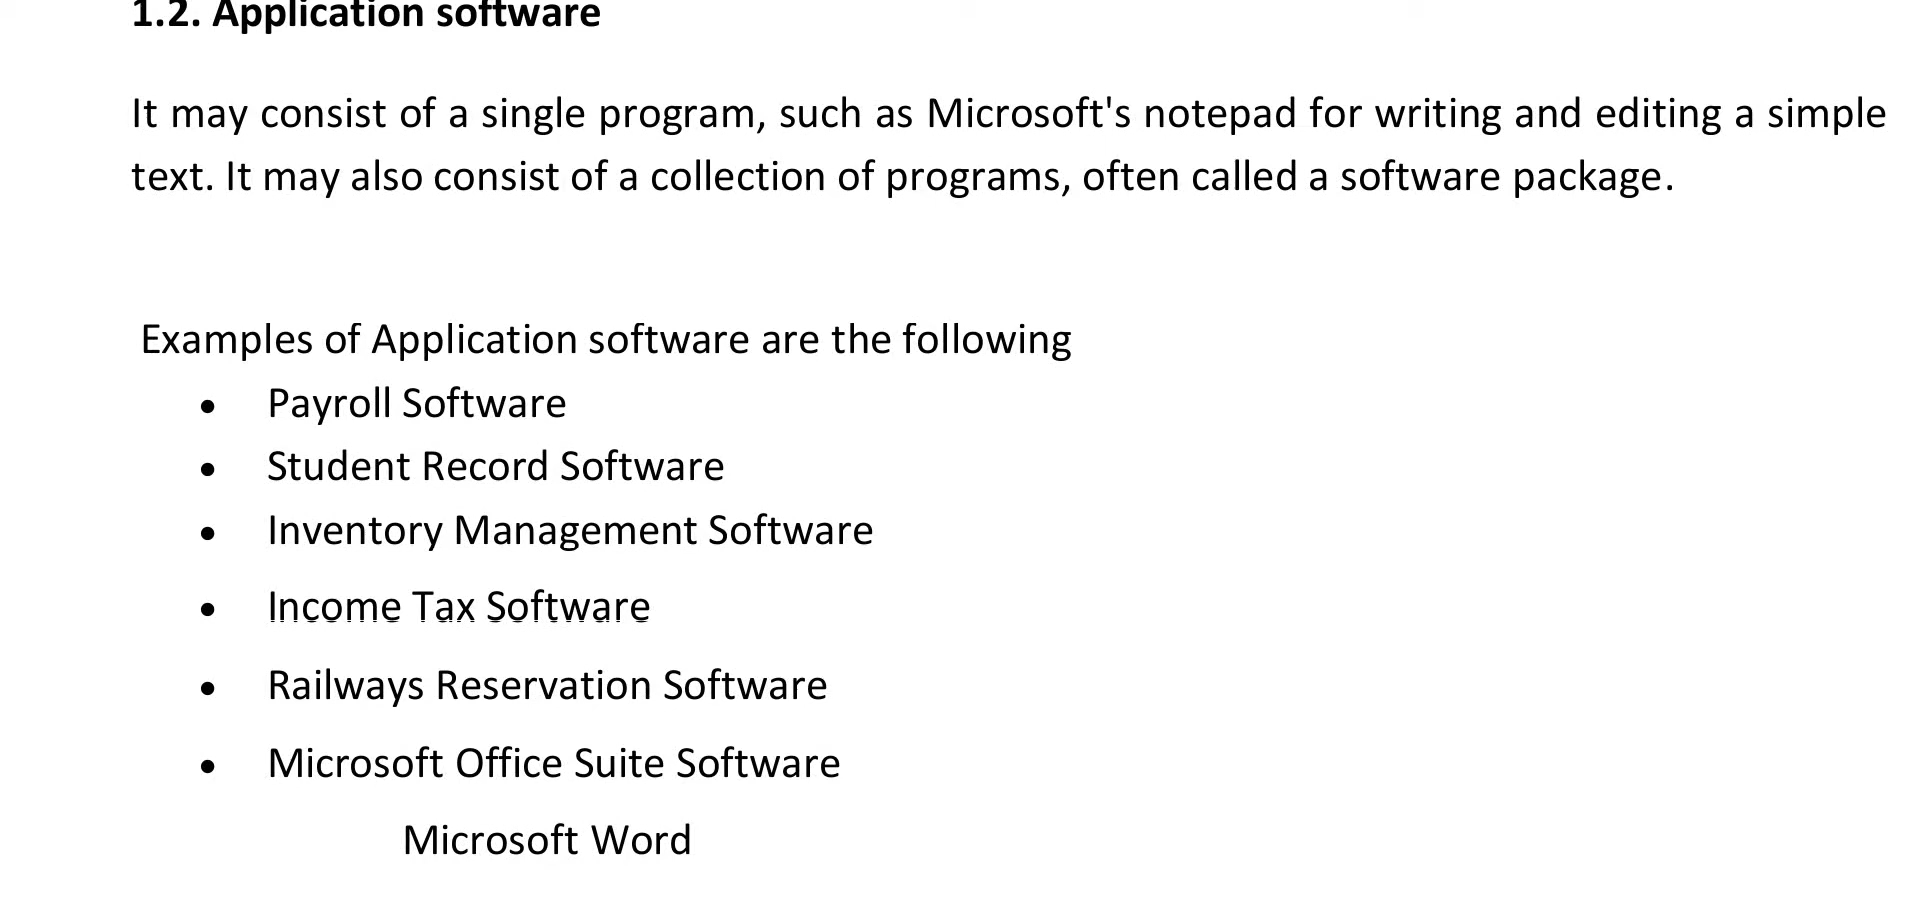 1.2. Application software
It may consist of a single program, such as Microsoft's notepad for writing and editing a simple
text. It may also consist of a collection of programs, often called a software package.
Examples of Application software are the following
• Payroll Software
• Student Record Software
• Inventory Management Software
• Income Tax Software
• Railways Reservation Software
• Microsoft Office Suite Software
Microsoft Word